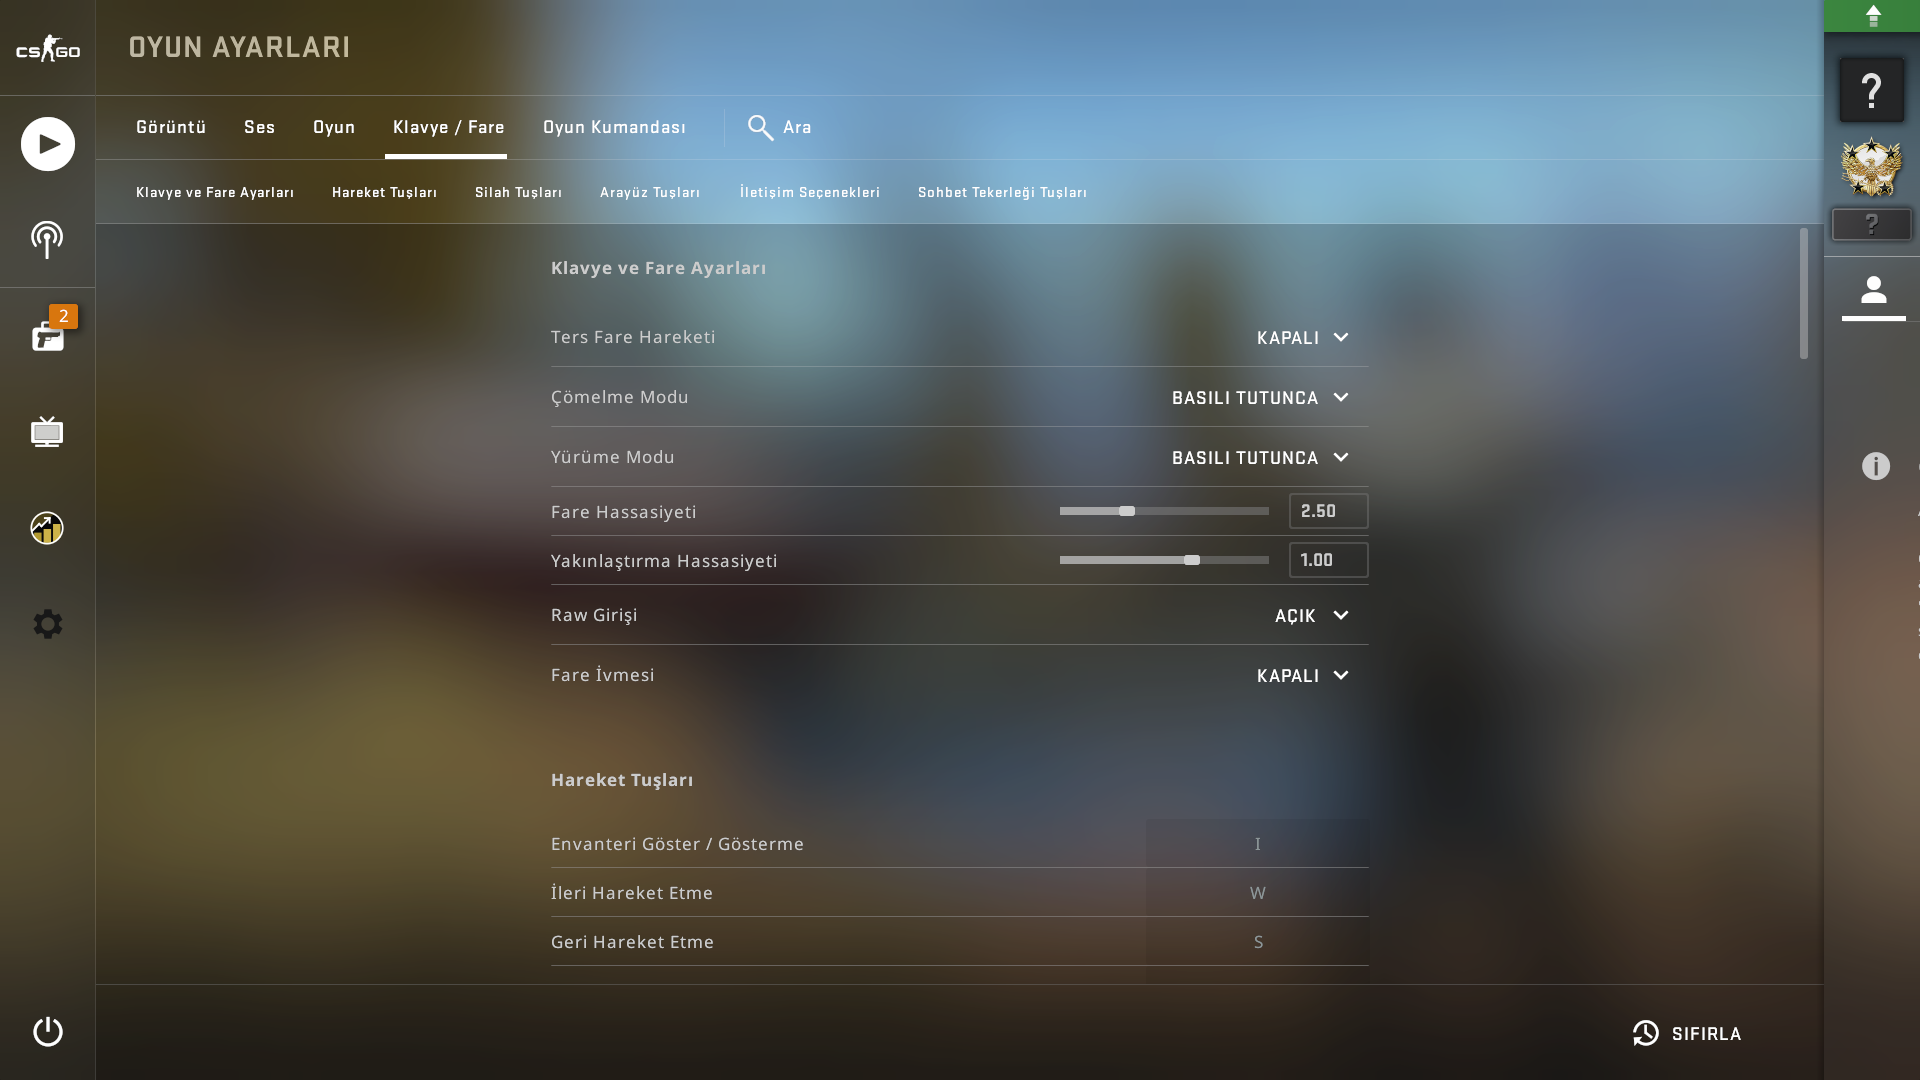 CS GO
OYUN AYARLARI
Görüntü
Ses
Oyun
Klavye / Fare
Oyun Kumandası
Ara
Klavye ve Fare Ayarları
Hareket Tuşları
Silah Tuşları
Arayüz Tuşları
İletişim Seçenekleri
Sohbet Tekerleği Tuşları
2
?
?
Klavye ve Fare Ayarları
Ters Fare Hareketi KAPALI
Çömelme Modu BASILI TUTUNCA
Yürüme Modu BASILI TUTUNCA
Fare Hassasiyeti 2.50
Yakınlaştırma Hassasiyeti 1.00
Raw Girişi AÇIK
Fare İvmesi KAPALI
Hareket Tuşları
Envanteri Göster / Gösterme I
İleri Hareket Etme W
Geri Hareket Etme S
SIFIRLA